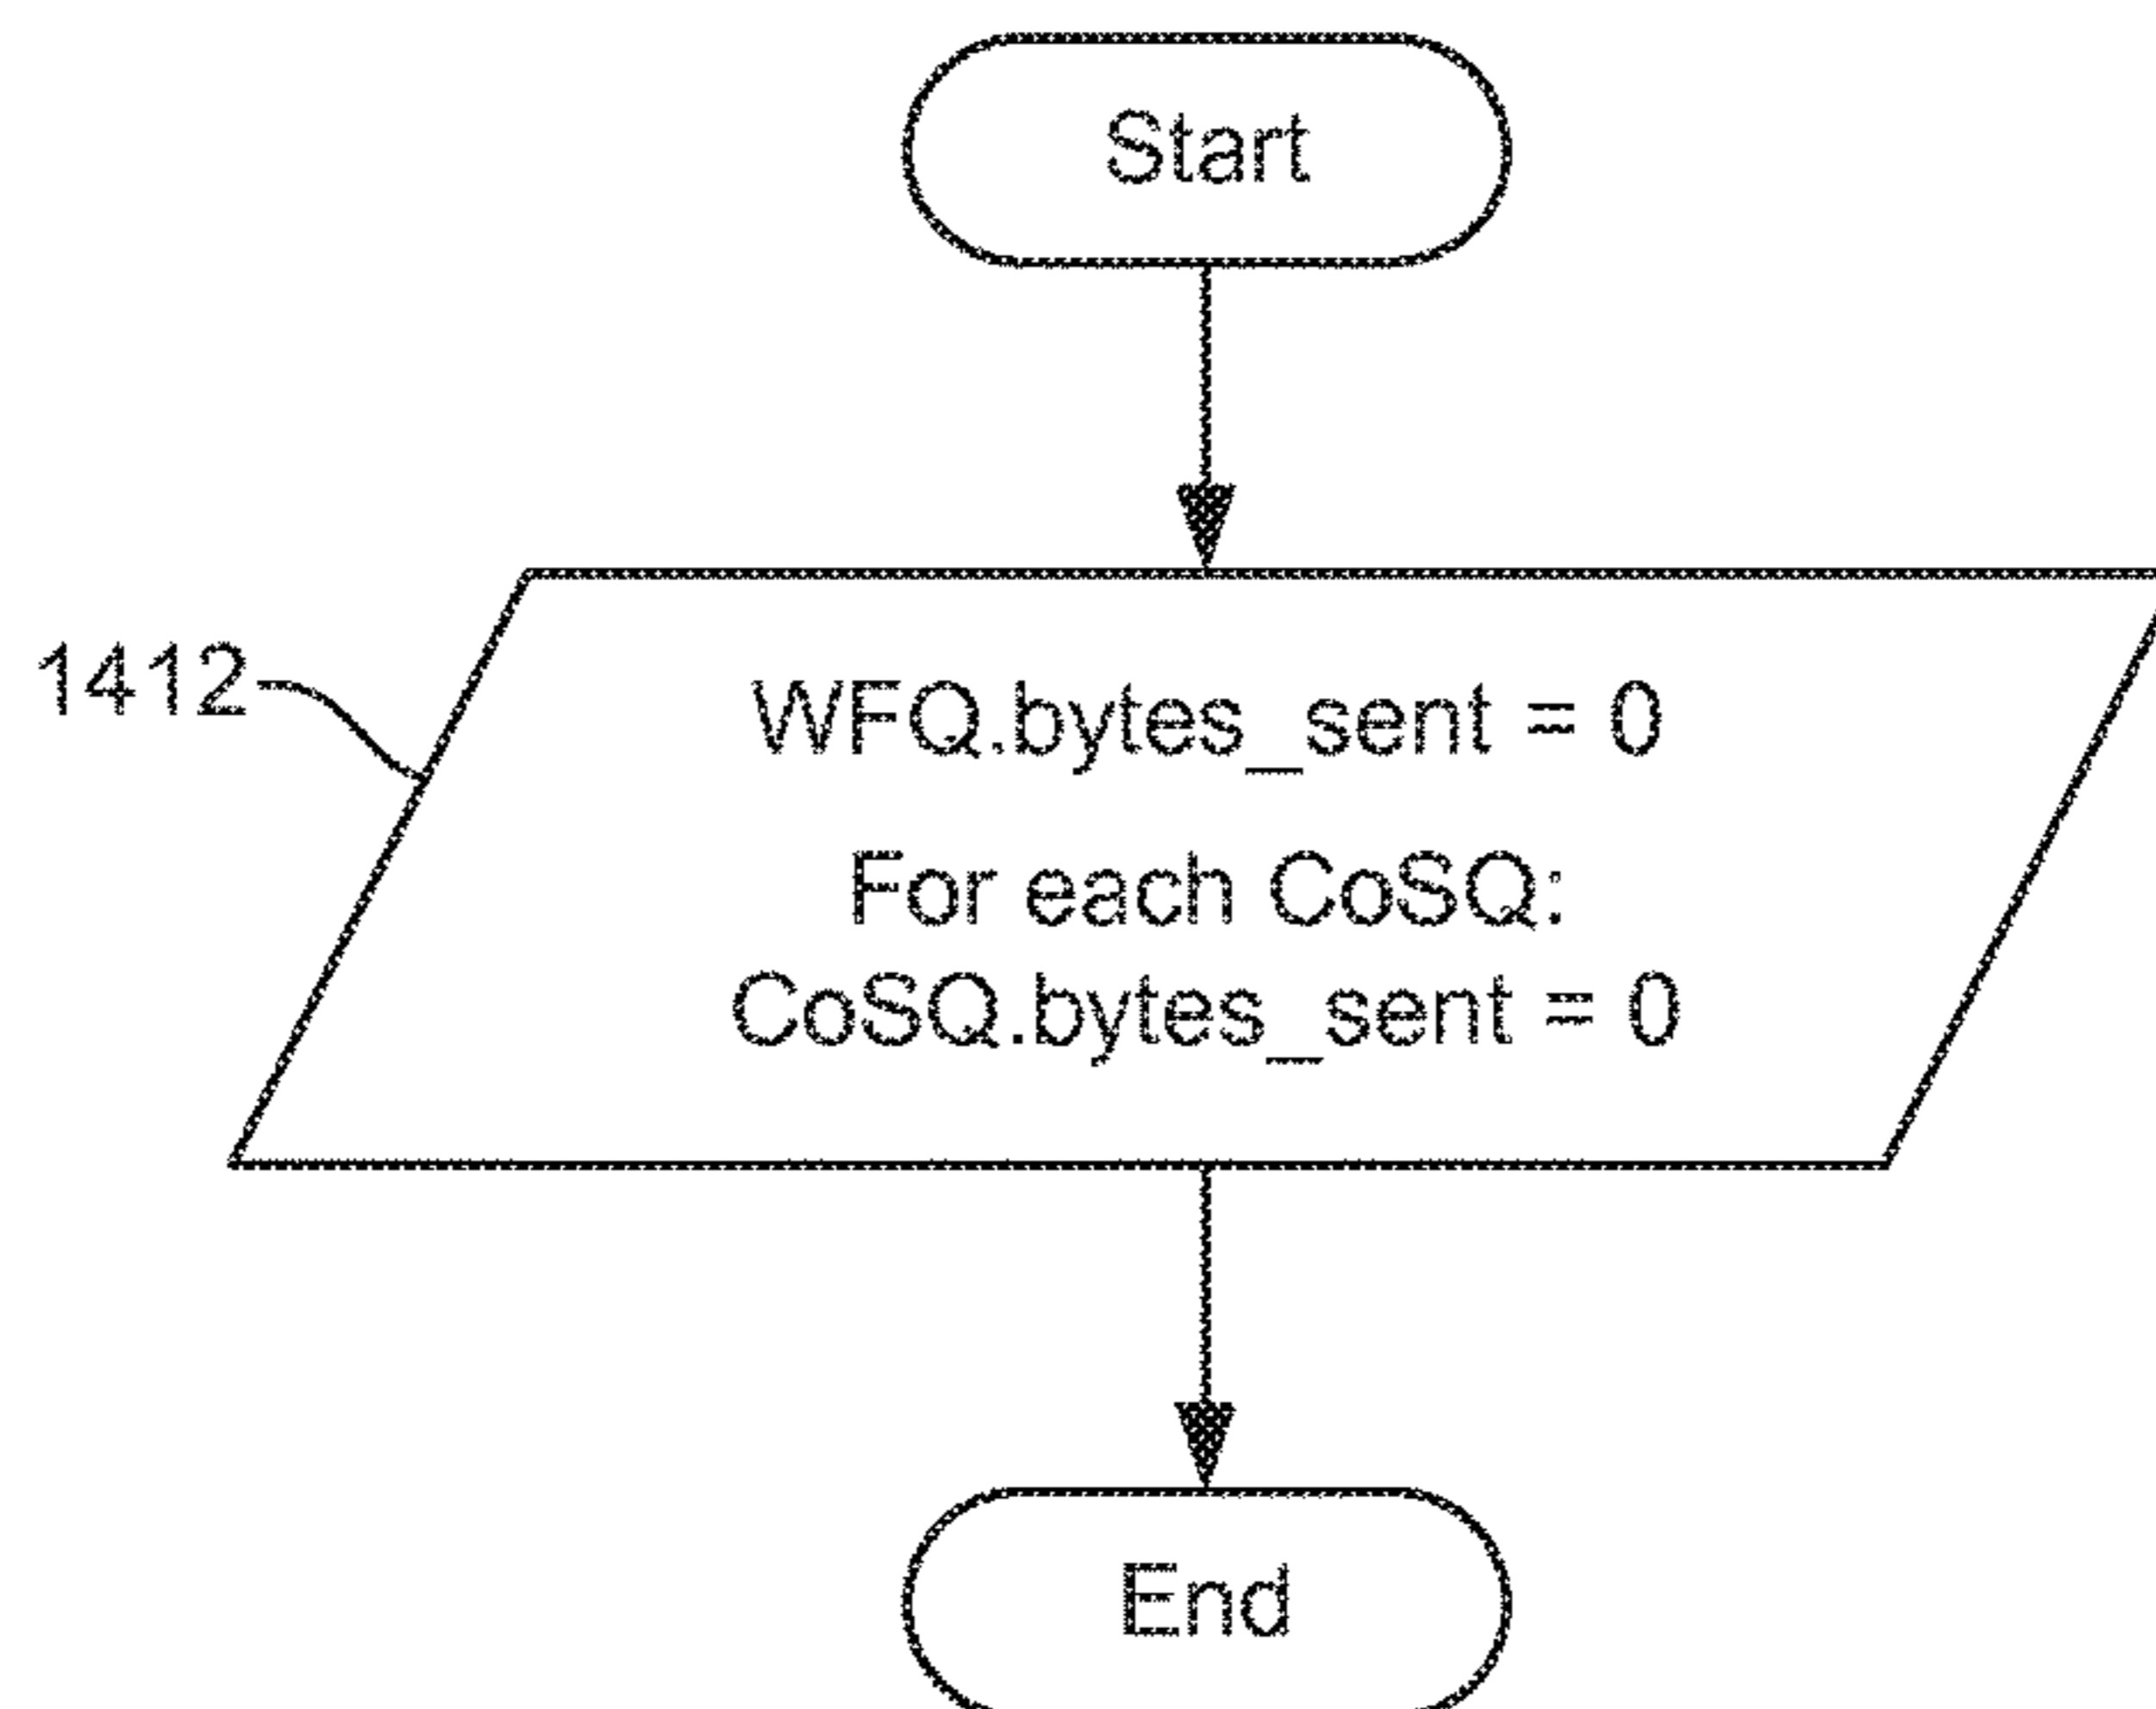 Start
1412
WFQ.bytes_sent = 0
For each CoSQ:
CoSQ.bytes_sent = 0
End